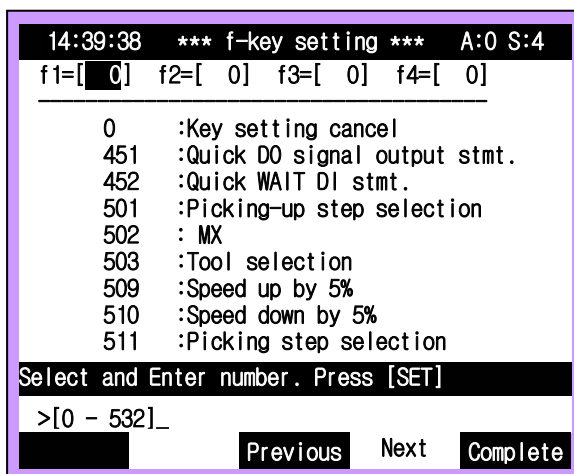 14:39:38 *** f-key setting *** A:0 S:4
f1=[ 0] f2=[ 0] f3=[ 0] f4=[ 0]
0 :Key setting cancel
451 :Quick DO signal output stmt.
452 :Quick WAIT DI stmt.
501 :Picking-up step selection
502 : MX
503 :Tool selection
509 :Speed up by 5%
510 :Speed down by 5%
511 :Picking step selection
Select and Enter number. Press [SET]
>[0 - 532]_
Previous Next Complete